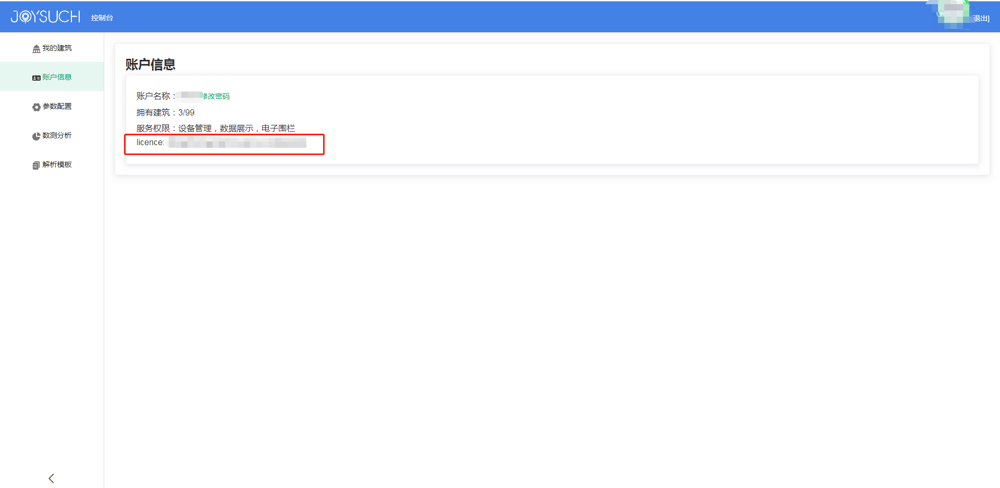 JOYSUCH 控制台
退出]
我的建筑
账户信息
参数配置
数测分析
解析模板
账户信息
账户名称：修改密码
拥有建筑：3/99
服务权限：设备管理，数据展示，电子围栏
licence: